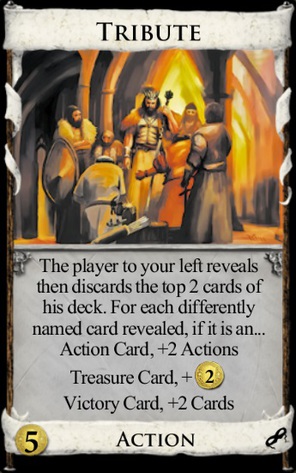 TRIBUTE
The player to your left reveals
then discards the top 2 cards of
his deck. For each differently
named card revealed, if it is an...
Action Card, +2 Actions
Treasure Card, + 2
Victory Card, +2 Cards
5 ACTION